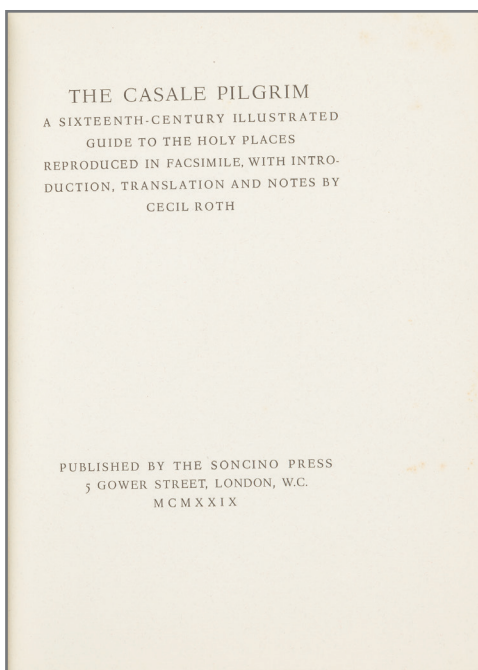 THE CASALE PILGRIM
A SIXTEENTH-CENTURY ILLUSTRATED
GUIDE TO THE HOLY PLACES
REPRODUCED IN FACSIMILE, WITH INTRO-
DUCTION, TRANSLATION AND NOTES BY
CECIL ROTH
PUBLISHED BY THE SONCINO PRESS
5 GOWER STREET, LONDON, W.C.
MCMXXIX